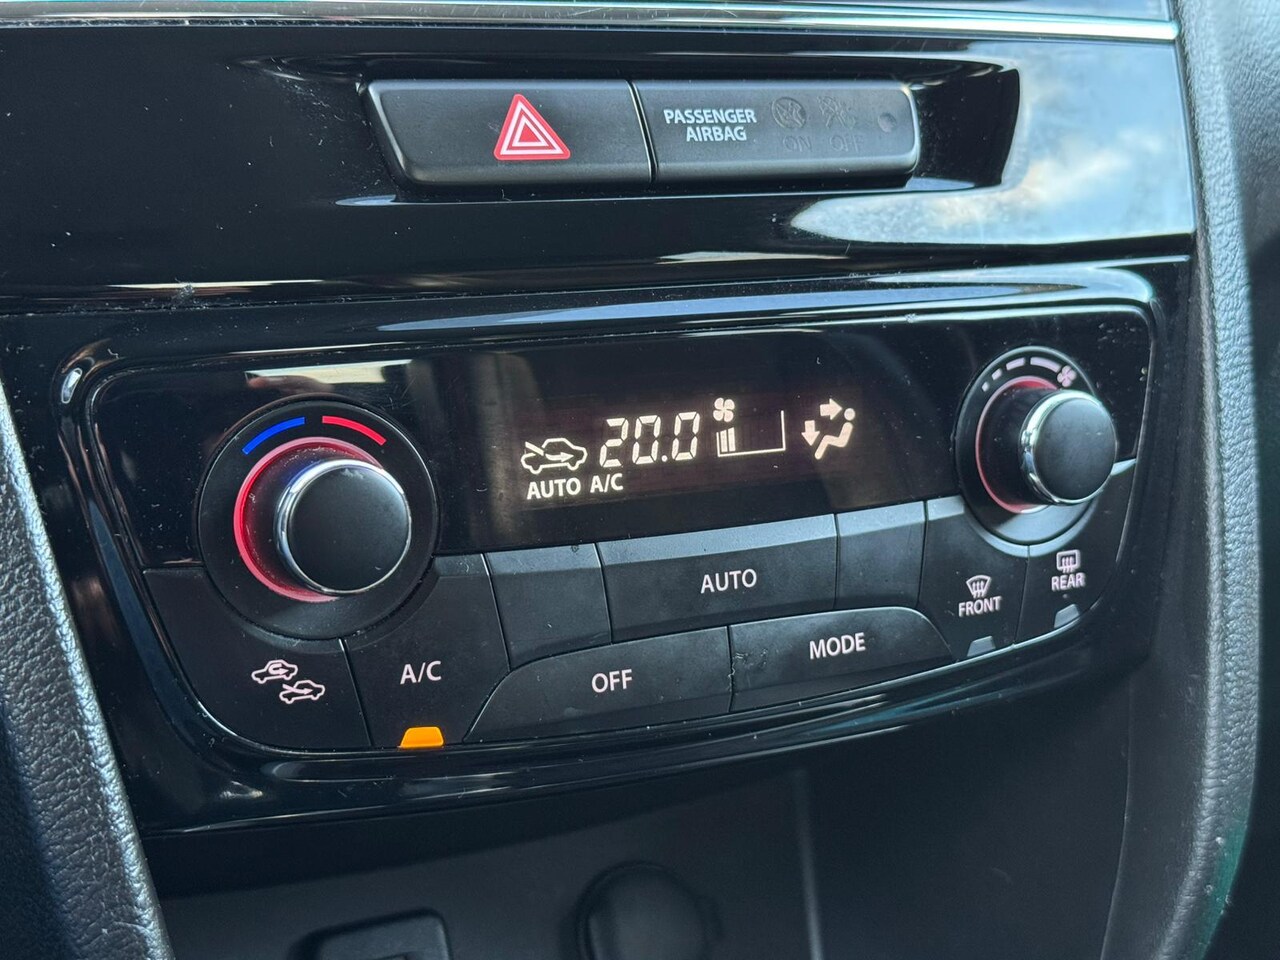 PASSENGER
AIRBAG
ON OFF
20.0
AUTO A/C
AUTO
A/C
OFF
MODE
FRONT
REAR